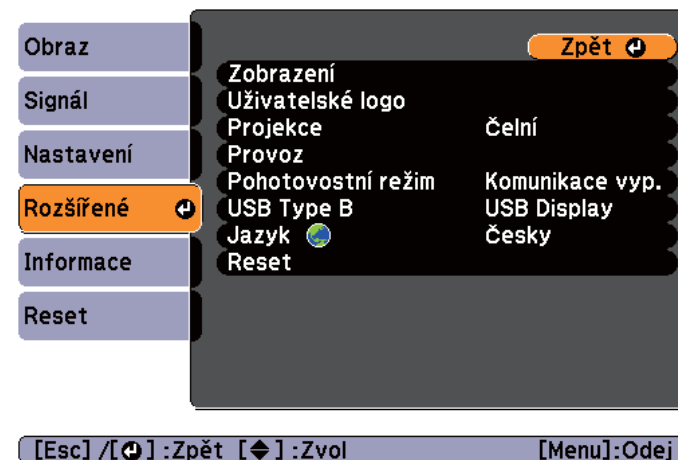 Obraz
Signál
Nastavení
Rozšířené
Informace
Reset
Zpět
Zobrazení
Uživatelské logo
Projekce Čelní
Provoz
Pohotovostní režim Komunikace vyp.
USB Type B USB Display
Jazyk Česky
Reset
[Esc] /[ ] :Zpět [ ] :Zvol [Menu]:Odej